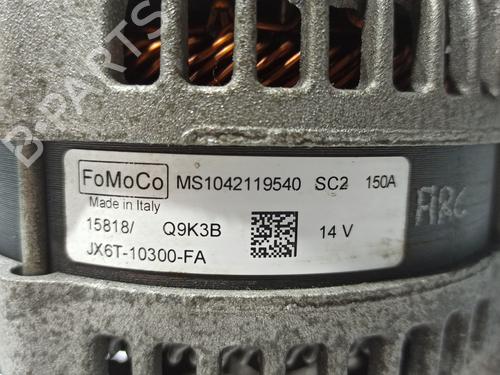 B-PARTS
FoMoCo MS1042119540 SC2 150A
Made in Italy
15818/ Q9K3B 14 V
JX6T-10300-FA